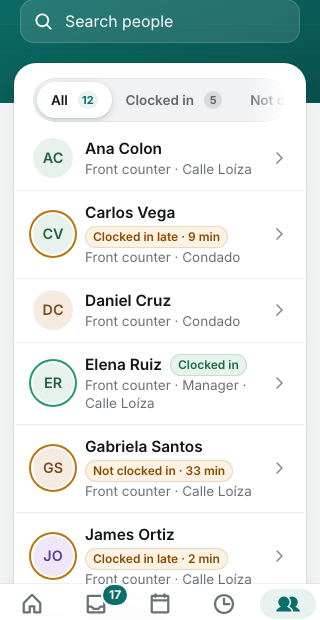 Search people
All 12 Clocked in 5 Not c
AC Ana Colon
Front counter · Calle Loíza
Carlos Vega
CV Clocked in late · 9 min
Front counter · Condado
DC Daniel Cruz
Front counter · Condado
Elena Ruiz Clocked in
ER Front counter · Manager ·
Calle Loíza
Gabriela Santos
GS Not clocked in · 33 min
Front counter · Calle Loíza
James Ortiz
JO Clocked in late · 2 min
Front counter · Calle Loíza
17